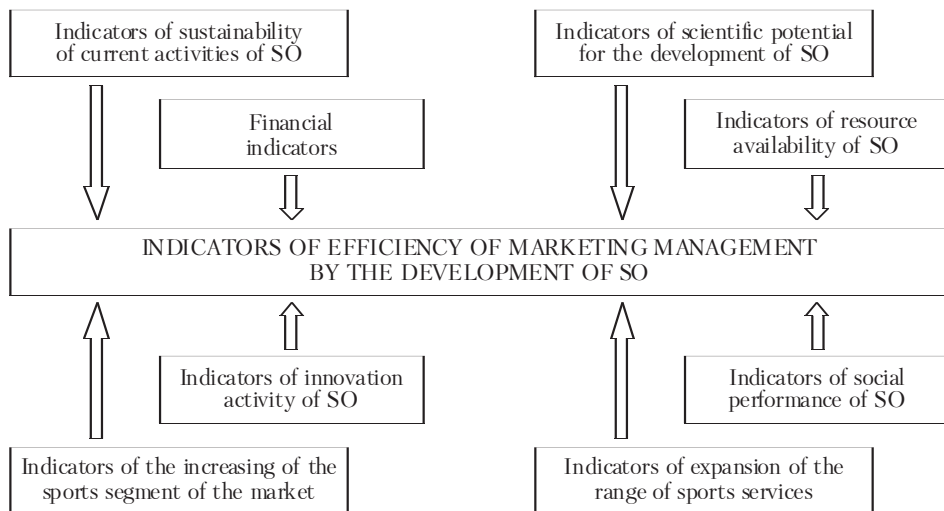 Indicators of sustainability
of current activities of SO
Indicators of scientific potential
for the development of SO
Financial
indicators
Indicators of resource
availability of SO
INDICATORS OF EFFICIENCY OF MARKETING MANAGEMENT
BY THE DEVELOPMENT OF SO
Indicators of innovation
activity of SO
Indicators of social
performance of SO
Indicators of the increasing of the
sports segment of the market
Indicators of expansion of the
range of sports services